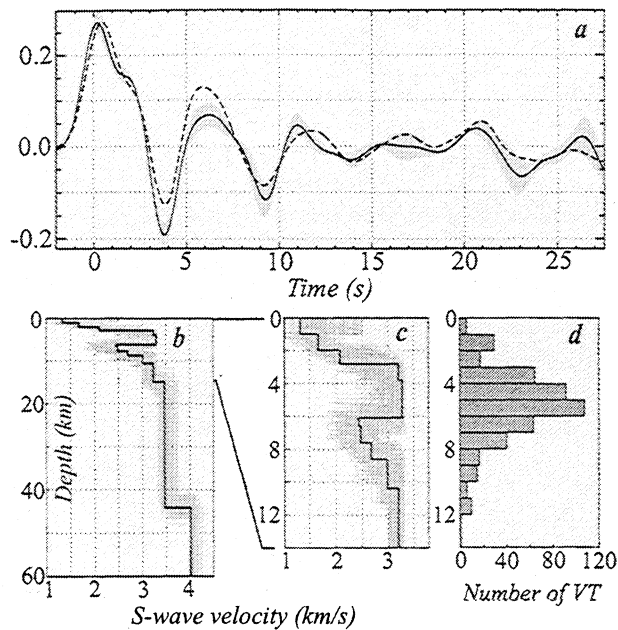 a
0.2
0.0
-0.2
0 5 10 15 20 25
Time (s)
b
c
d
0
20
40
60
Depth (km)
0
4
8
12
0
4
8
12
1 2 3 4
1 2 3
0 40 80 120
S-wave velocity (km/s)
Number of VT